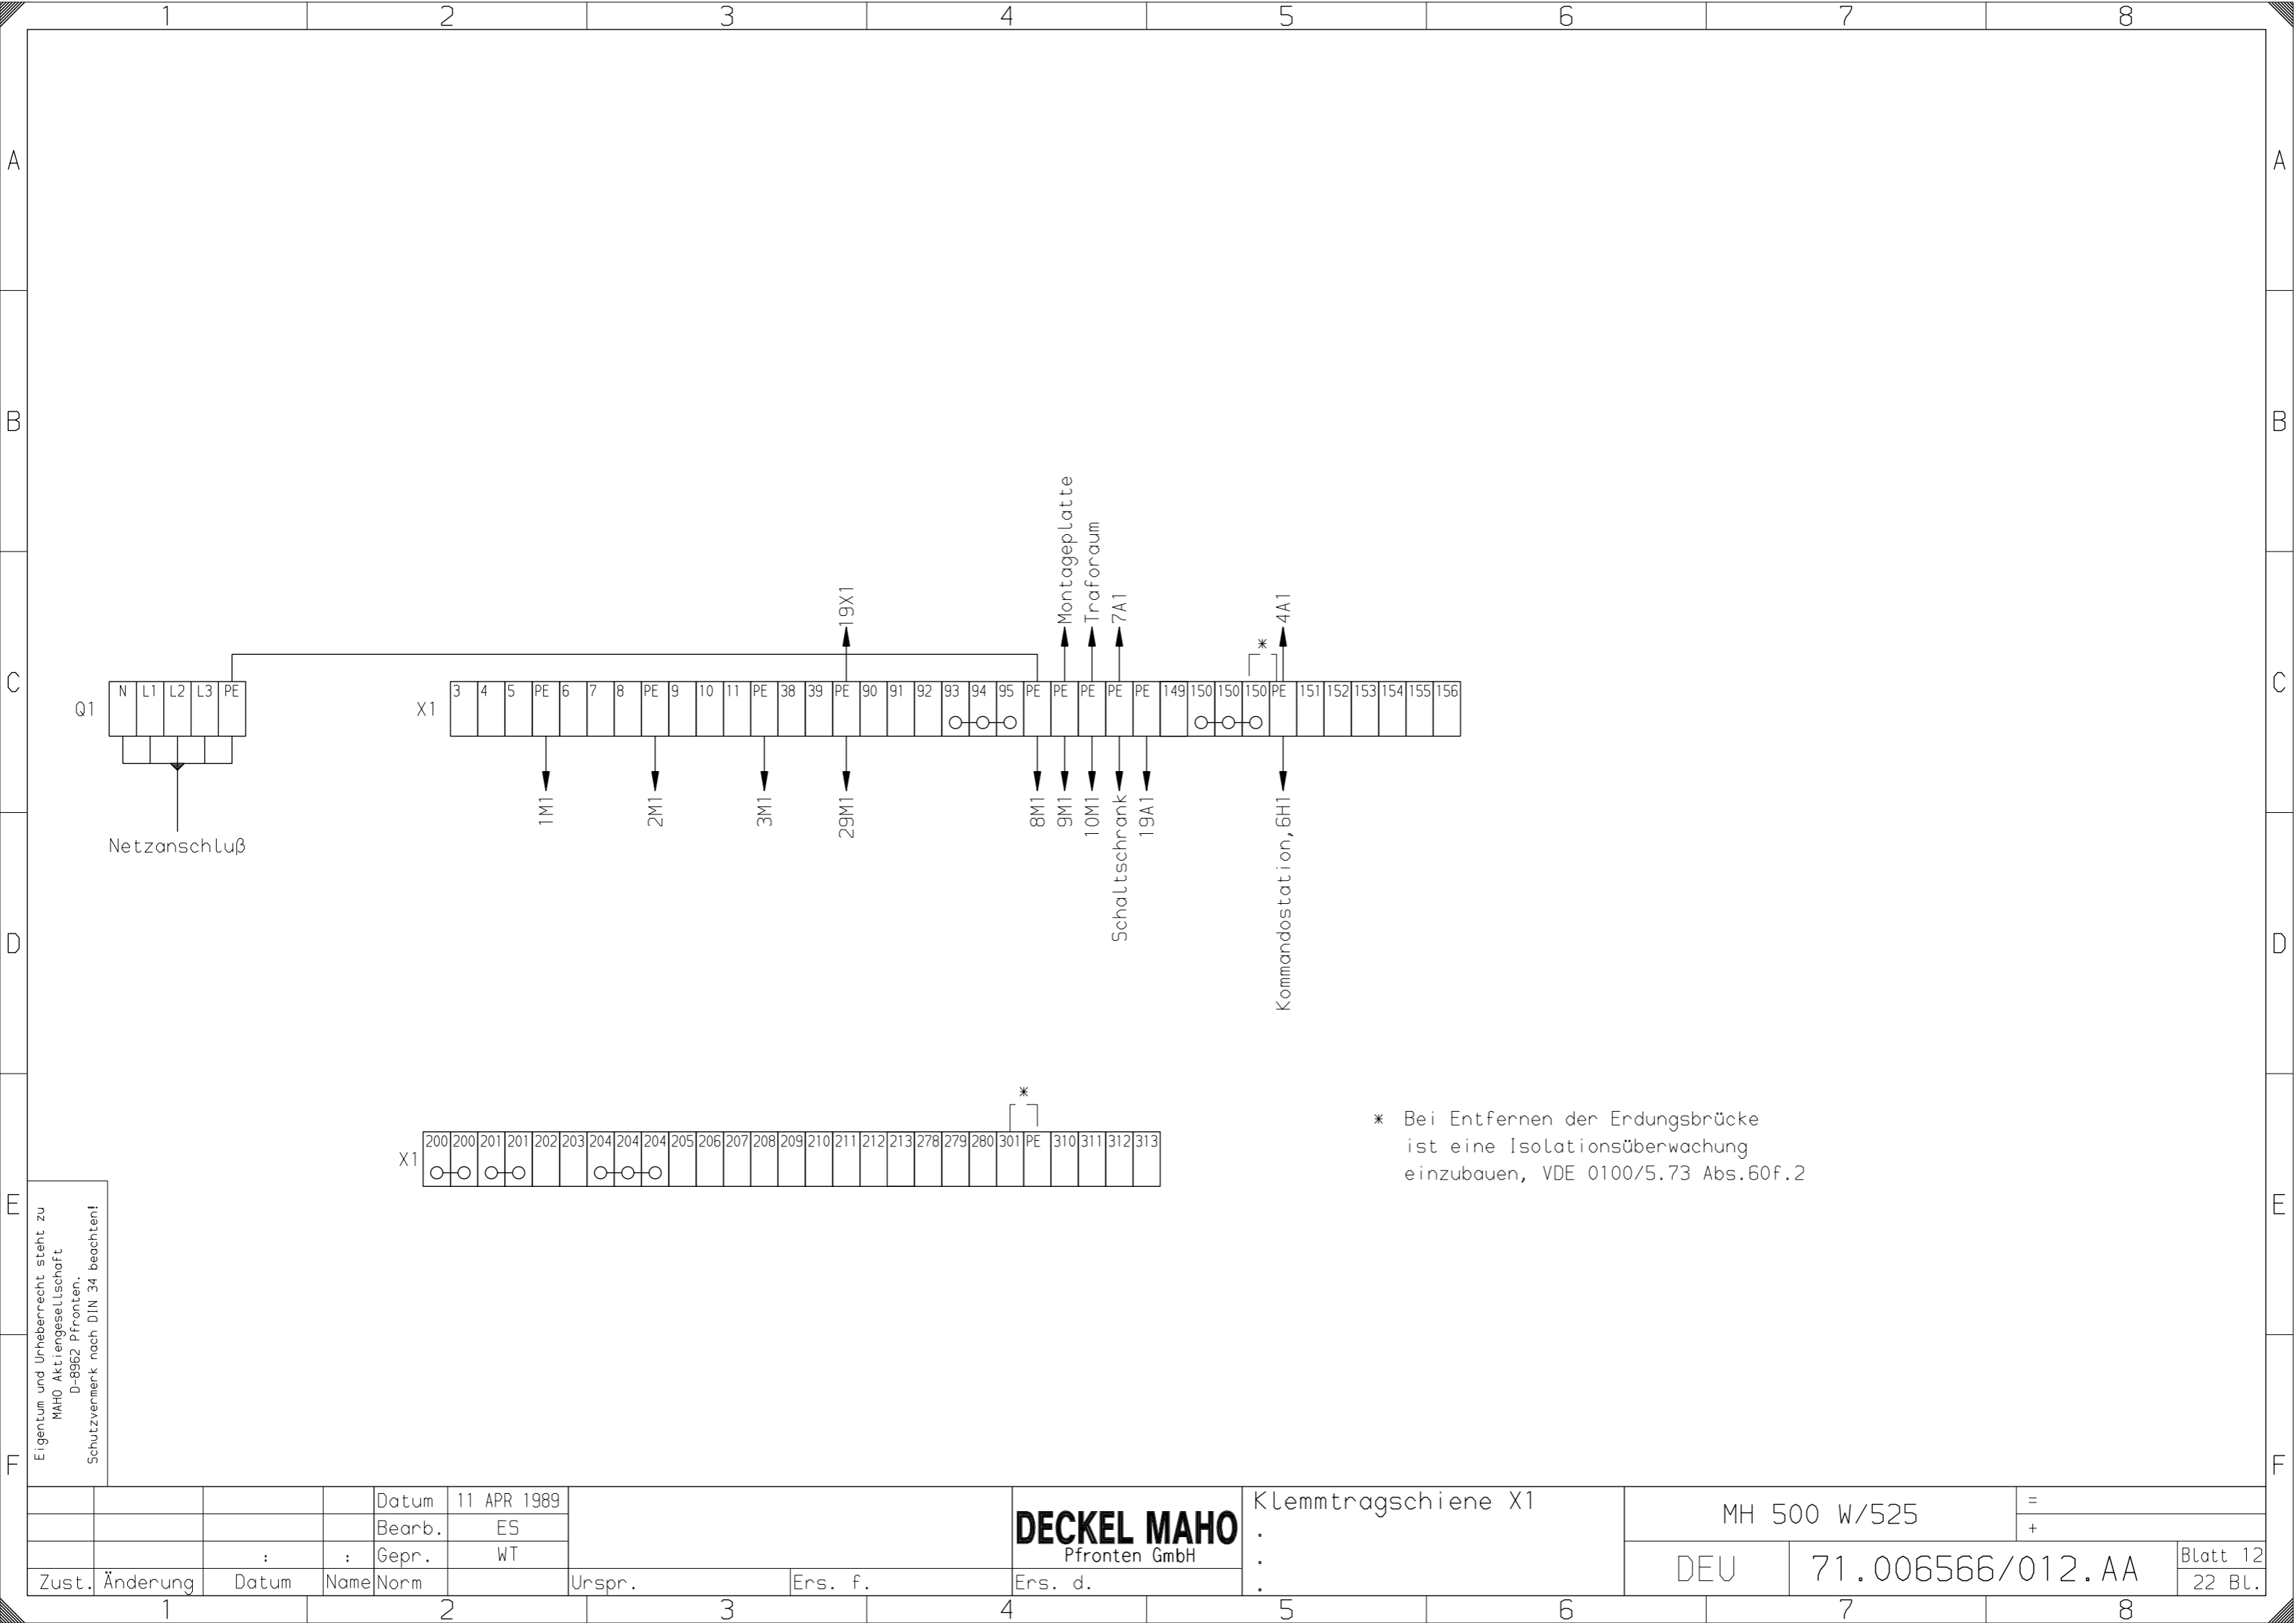 1 2 3 4 5 6 7 8
A A
B B
Montageplatte
Traforaum
19X1
7A1
4A1
*
C C
Q1 N L1 L2 L3 PE
X1 3 4 5 PE 6 7 8 PE 9 10 11 PE 38 39 PE 90 91 92 93 94 95 PE PE PE PE PE 149 150 150 150 PE 151 152 153 154 155 156
1M1
2M1
3M1
29M1
8M1
9M1
10M1
Schaltschrank
19A1
Kommandostation,6H1
Netzanschluß
D D
*
X1 200 200 201 201 202 203 204 204 204 205 206 207 208 209 210 211 212 213 278 279 280 301 PE 310 311 312 313
* Bei Entfernen der Erdungsbrücke
ist eine Isolationsüberwachung
einzubauen, VDE 0100/5.73 Abs.60f.2
E E
Eigentum und Urheberrecht steht zu
MAHO Aktiengesellschaft
D-8962 Pfronten.
Schutzvermerk nach DIN 34 beachten!
F F
Datum 11 APR 1989
Bearb. ES
: : Gepr. WT
Zust. Änderung Datum Name Norm Urspr. Ers. f. Ers. d.
DECKEL MAHO
Pfronten GmbH
Klemmtragschiene X1
.
.
.
MH 500 W/525
=
+
DEU 71.006566/012.AA
Blatt 12
22 Bl.
1 2 3 4 5 6 7 8